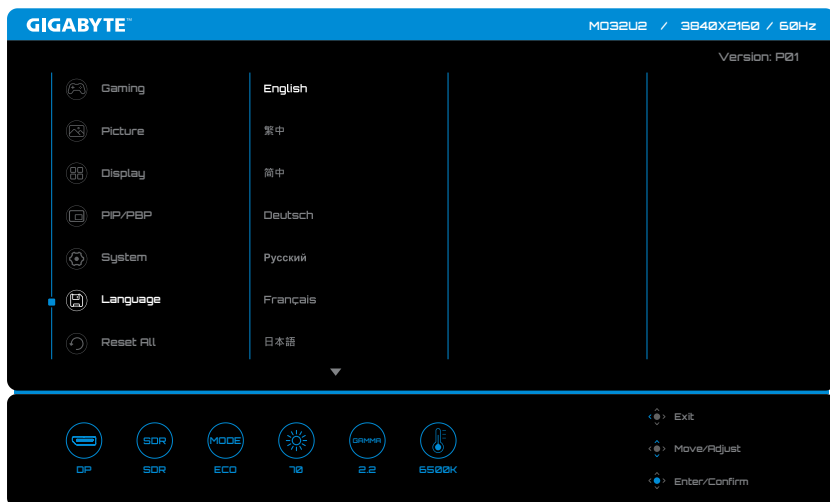 GIGABYTE™
MO32U2 / 3840X2160 / 60Hz
Version: P01
Gaming
English
Picture
繁中
Display
简中
PIP/PBP
Deutsch
System
Русский
Language
Français
Reset All
日本語
SDR
MODE
GAMMA
DP
SDR
ECO
70
2.2
6500K
Exit
Move/Adjust
Enter/Confirm